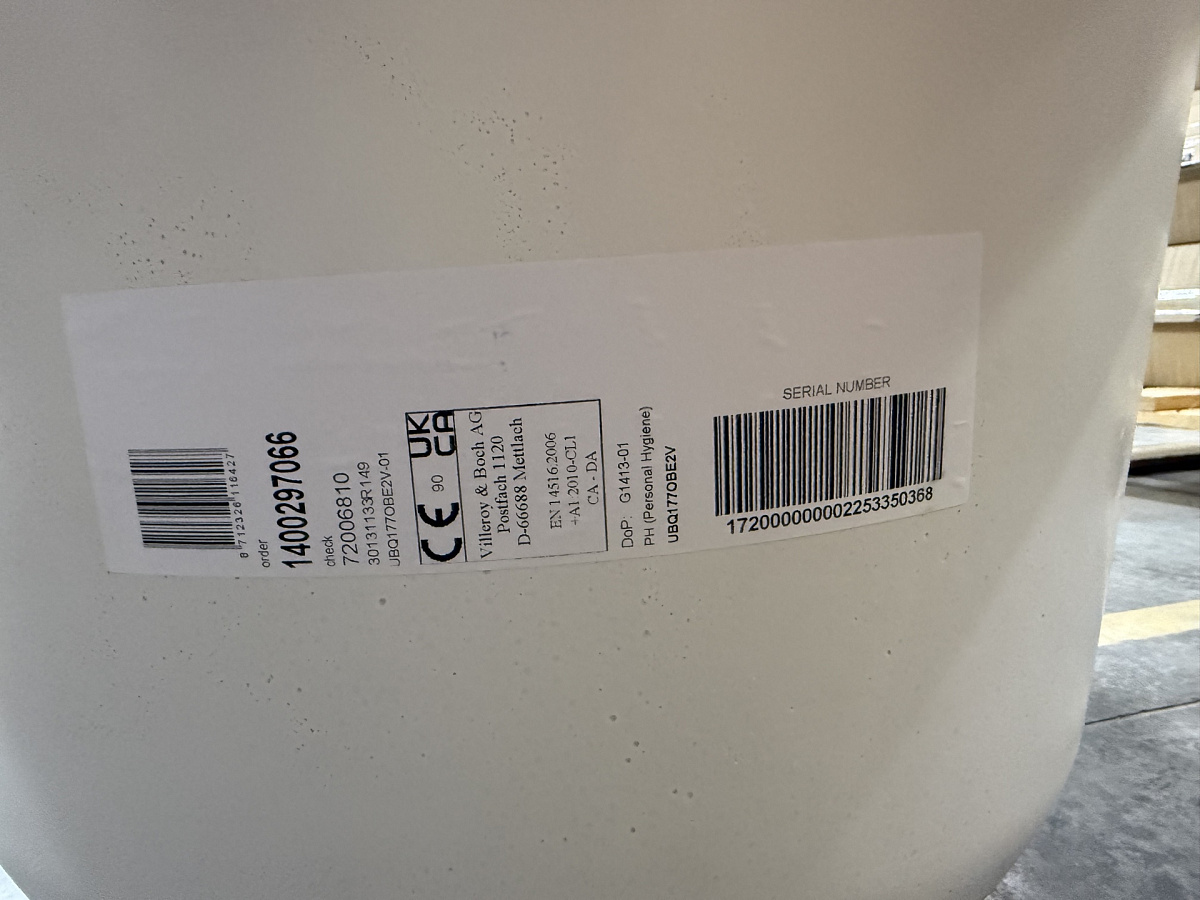 8 712326 116427
order
1400297066
check
72006810
30131133R149
UBQ177OBE2V-01
CE 90 UK CA
Villeroy & Boch AG
Postfach 1120
D-66688 Mettlach
EN 14516:2006
+A1:2010-CL1
CA - DA
DoP: G1413-01
PH (Personal Hygiene)
UBQ177OBE2V
SERIAL NUMBER
172000000002253350368